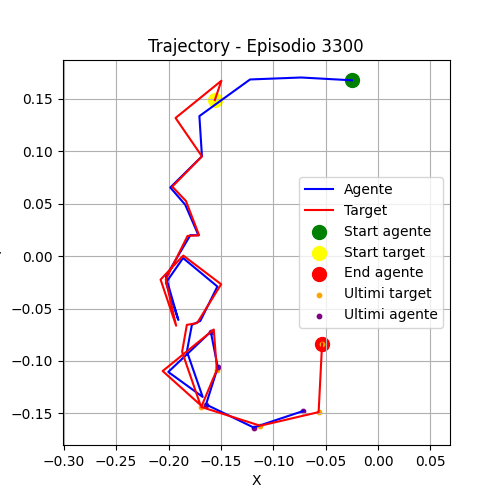 Trajectory - Episodio 3300
0.15
0.10
0.05
0.00
−0.05
−0.10
−0.15
−0.30
−0.25
−0.20
−0.15
−0.10
−0.05
0.00
0.05
X
Agente
Target
Start agente
Start target
End agente
Ultimi target
Ultimi agente